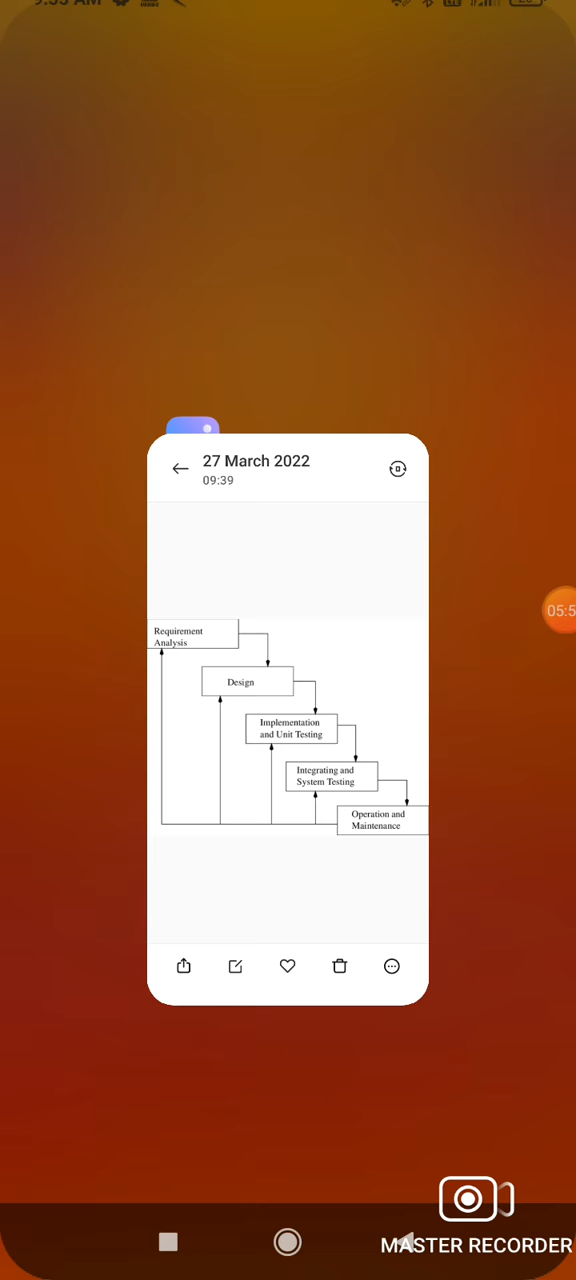 27 March 2022
09:39
Requirement
Analysis
Design
Implementation
and Unit Testing
Integrating and
System Testing
Operation and
Maintenance
MASTER RECORDER